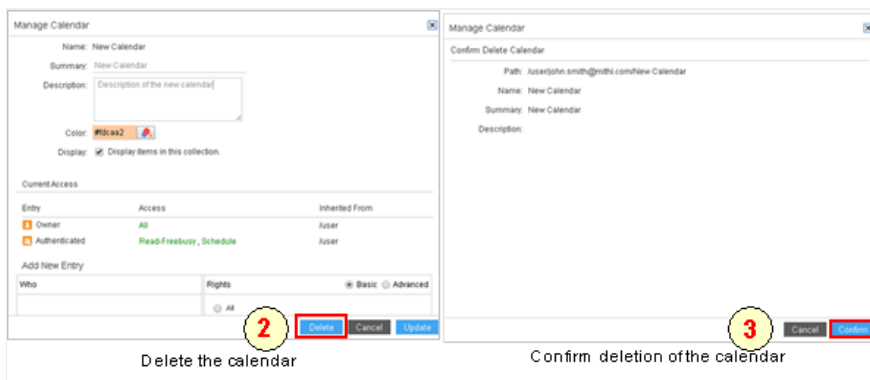 Manage Calendar
Name: New Calendar
Summary: New Calendar
Description: Description of the new calendar
Color: #fdcaa2
Display: Display items in this collection.
Current Access
Entry Access Inherited From
Owner All /user
Authenticated Read-Freebusy, Schedule /user
Add New Entry
Who Rights Basic Advanced
All
2
Delete Cancel Update
Delete the calendar
Manage Calendar
Confirm Delete Calendar
Path: /user/john.smith@mithi.com/New Calendar
Name: New Calendar
Summary: New Calendar
Description:
3
Cancel Confirm
Confirm deletion of the calendar